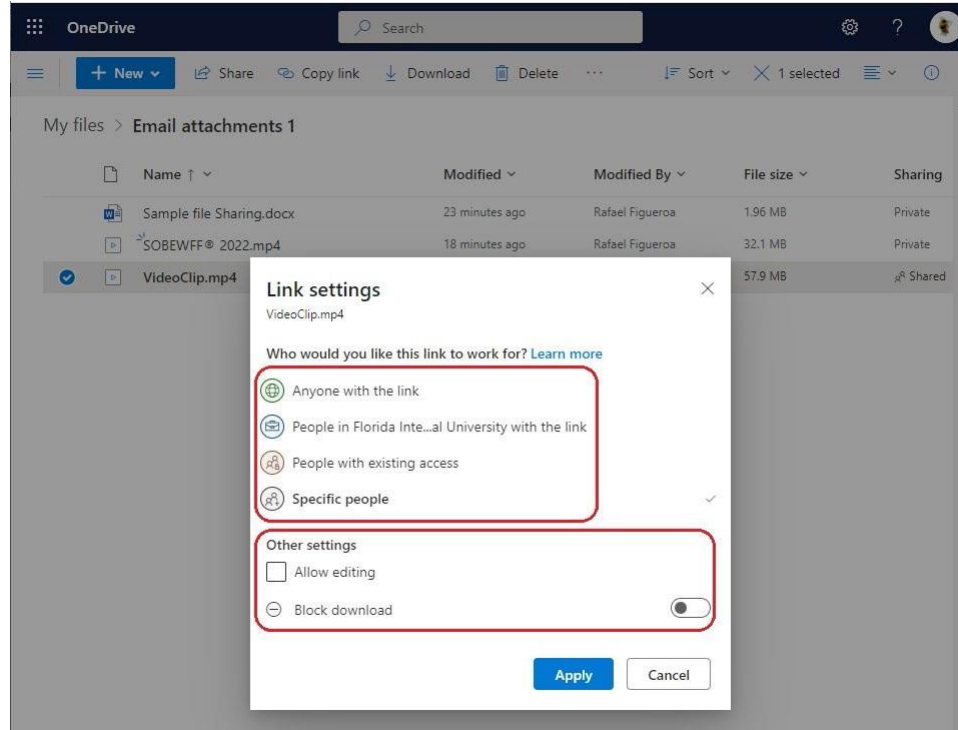 OneDrive
Search
New
Share
Copy link
Download
Delete
...
Sort
1 selected
My files > Email attachments 1
Name ↑ Modified Modified By File size Sharing
Sample file Sharing.docx 23 minutes ago Rafael Figueroa 1.96 MB Private
SOBEWFF® 2022.mp4 18 minutes ago Rafael Figueroa 32.1 MB Private
VideoClip.mp4 57.9 MB Shared
Link settings
VideoClip.mp4
Who would you like this link to work for? Learn more
Anyone with the link
People in Florida Inte...al University with the link
People with existing access
Specific people
Other settings
Allow editing
Block download
Apply Cancel